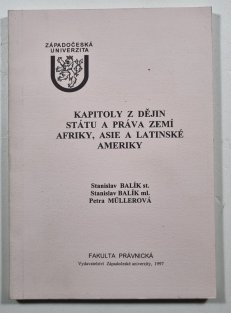 ZÁPADOČESKÁ
UNIVERZITA
KAPITOLY Z DĚJIN
STÁTU A PRÁVA ZEMÍ
AFRIKY, ASIE A LATINSKÉ
AMERIKY
Stanislav BALÍK st.
Stanislav BALÍK ml.
Petra MÜLLEROVÁ
FAKULTA PRÁVNICKÁ
Vydavatelství Západočeské univerzity, 1997